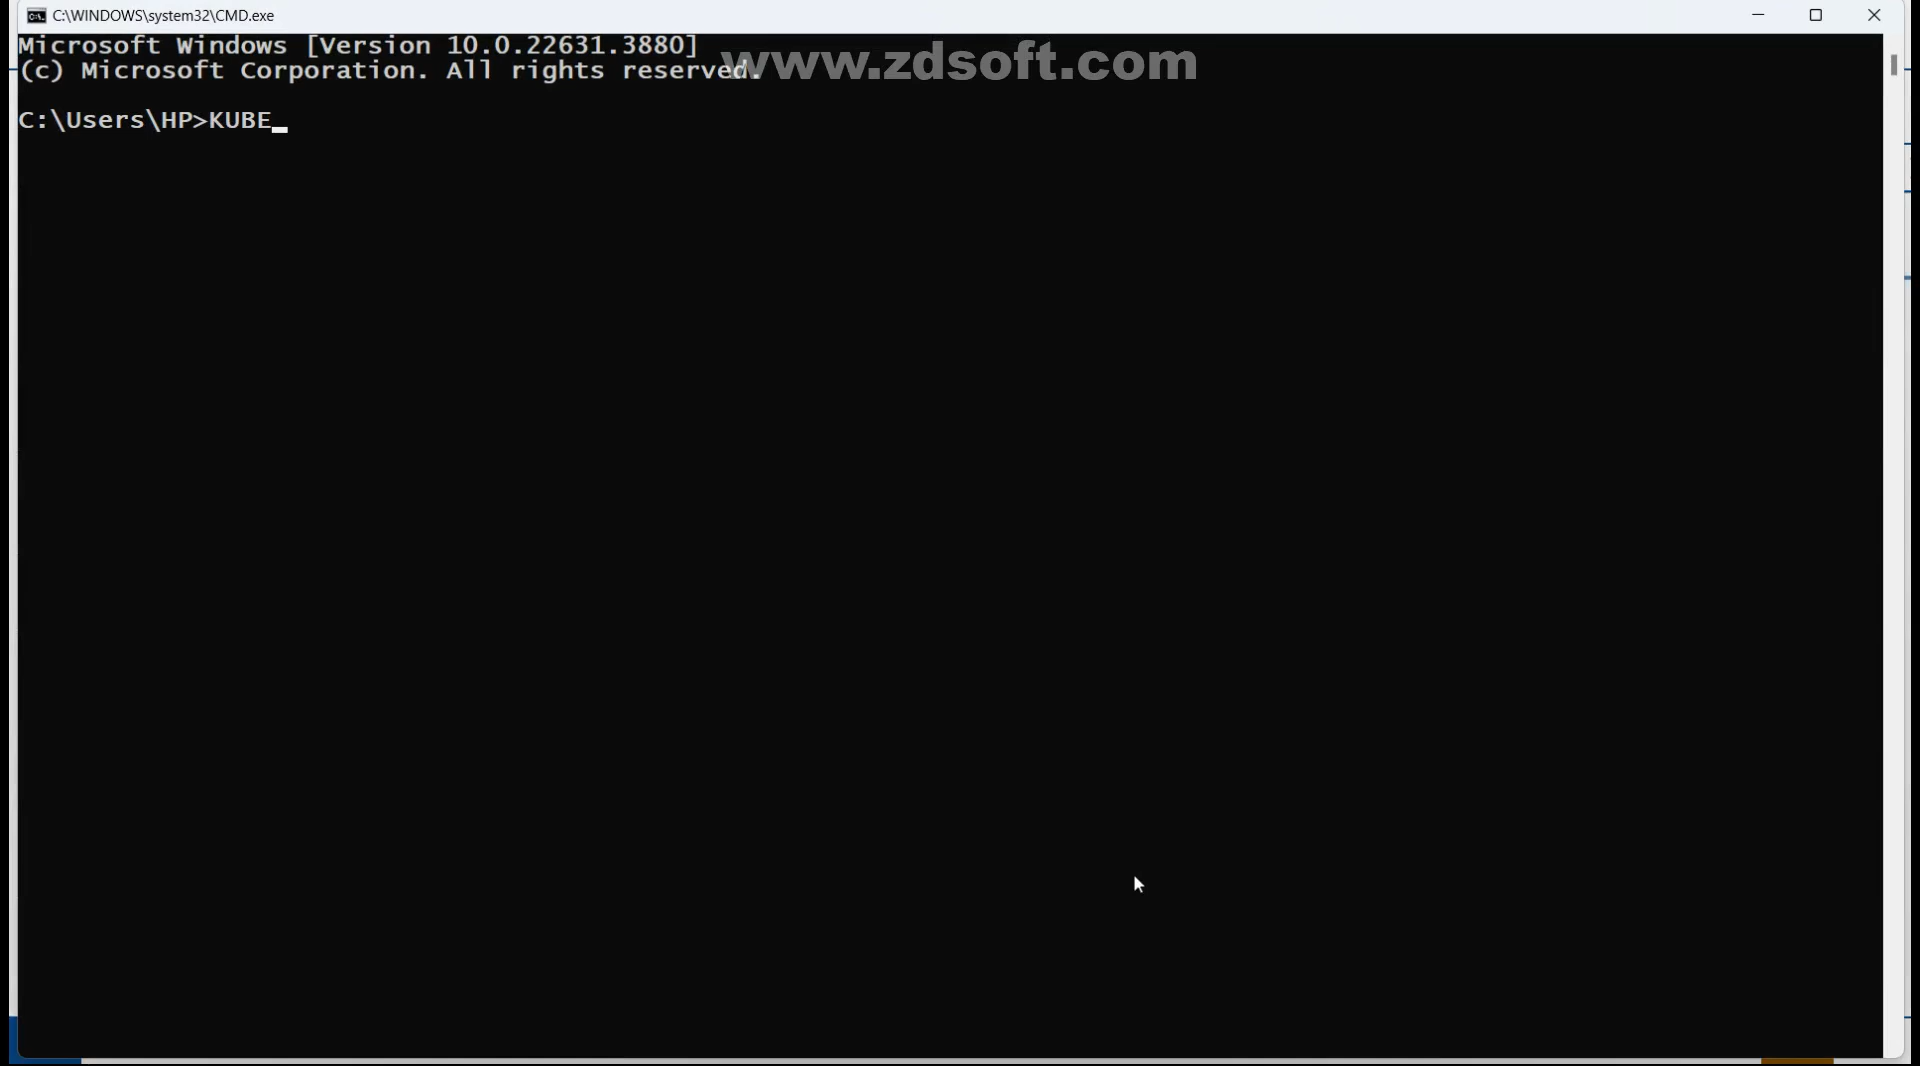 C:\WINDOWS\system32\CMD.exe
Microsoft Windows [Version 10.0.22631.3880]
(c) Microsoft Corporation. All rights reserved.
www.zdsoft.com
C:\Users\HP>KUBE